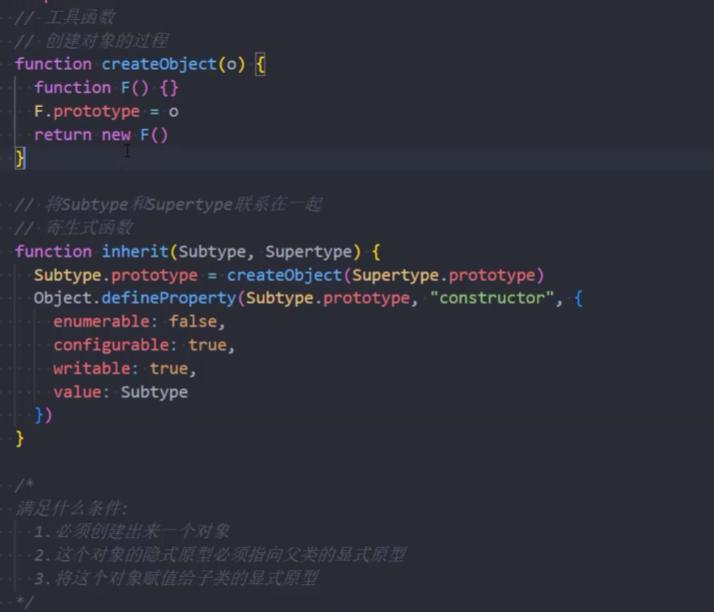 // 工具函数
// 创建对象的过程
function createObject(o) {
function F() {}
F.prototype = o
return new F()
}
// 将Subtype和Supertype联系在一起
// 寄生式函数
function inherit(Subtype, Supertype) {
Subtype.prototype = createObject(Supertype.prototype)
Object.defineProperty(Subtype.prototype, "constructor", {
enumerable: false,
configurable: true,
writable: true,
value: Subtype
})
}
/*
满足什么条件:
1.必须创建出来一个对象
2.这个对象的隐式原型必须指向父类的显式原型
3.将这个对象赋值给子类的显式原型
*/